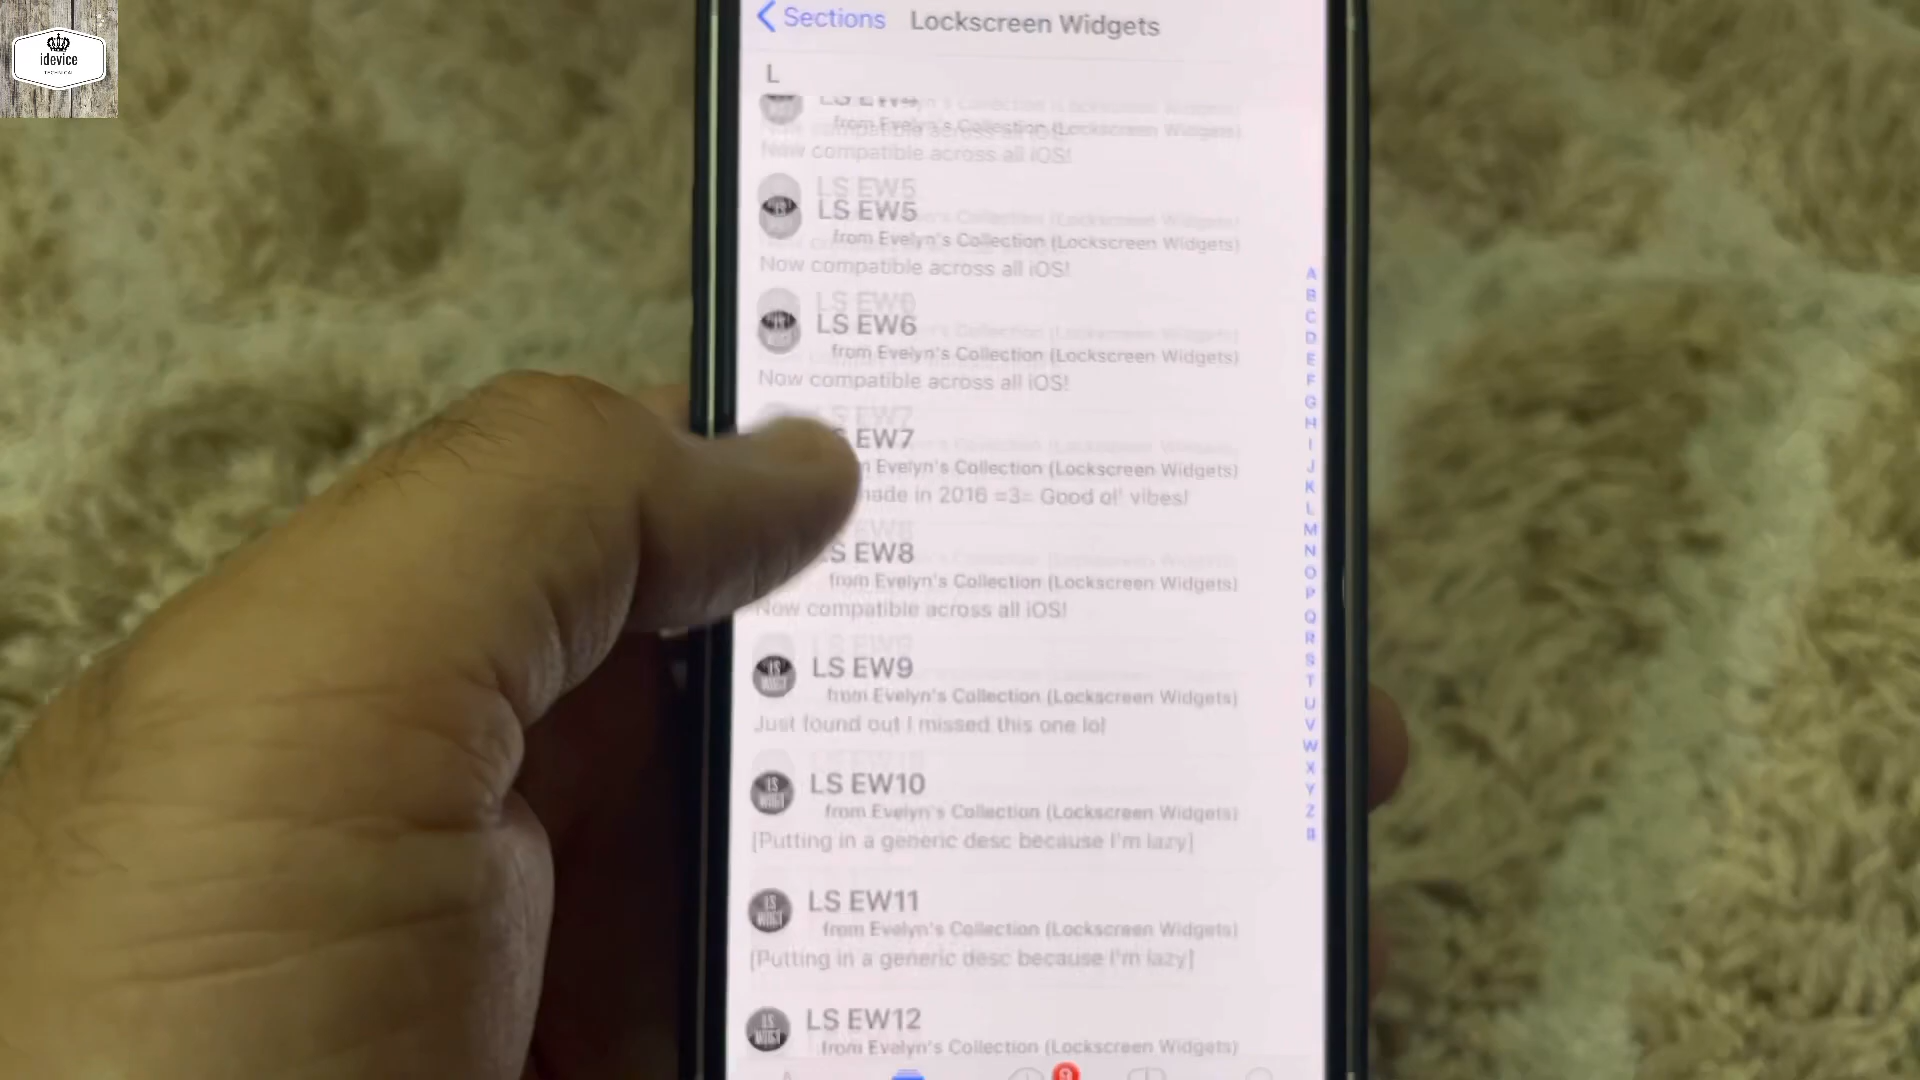 idevice
TECHNICAL
Sections
Lockscreen Widgets
L
LS EW4
from Evelyn's Collection (Lockscreen Widgets)
Now compatible across all iOS!
LS EW5
from Evelyn's Collection (Lockscreen Widgets)
Now compatible across all iOS!
LS EW6
from Evelyn's Collection (Lockscreen Widgets)
Now compatible across all iOS!
EW7
Evelyn's Collection (Lockscreen Widgets)
in 2016 =3= Good ol' vibes!
LS EW8
from Evelyn's Collection (Lockscreen Widgets)
Now compatible across all iOS!
LS EW9
from Evelyn's Collection (Lockscreen Widgets)
Just found out I missed this one lol
LS EW10
from Evelyn's Collection (Lockscreen Widgets)
[Putting in a generic desc because I'm lazy]
LS EW11
from Evelyn's Collection (Lockscreen Widgets)
[Putting in a generic desc because I'm lazy]
LS EW12
from Evelyn's Collection (Lockscreen Widgets)
A
B
C
D
E
F
G
H
I
J
K
L
M
N
O
P
Q
R
S
T
U
V
W
X
Y
Z